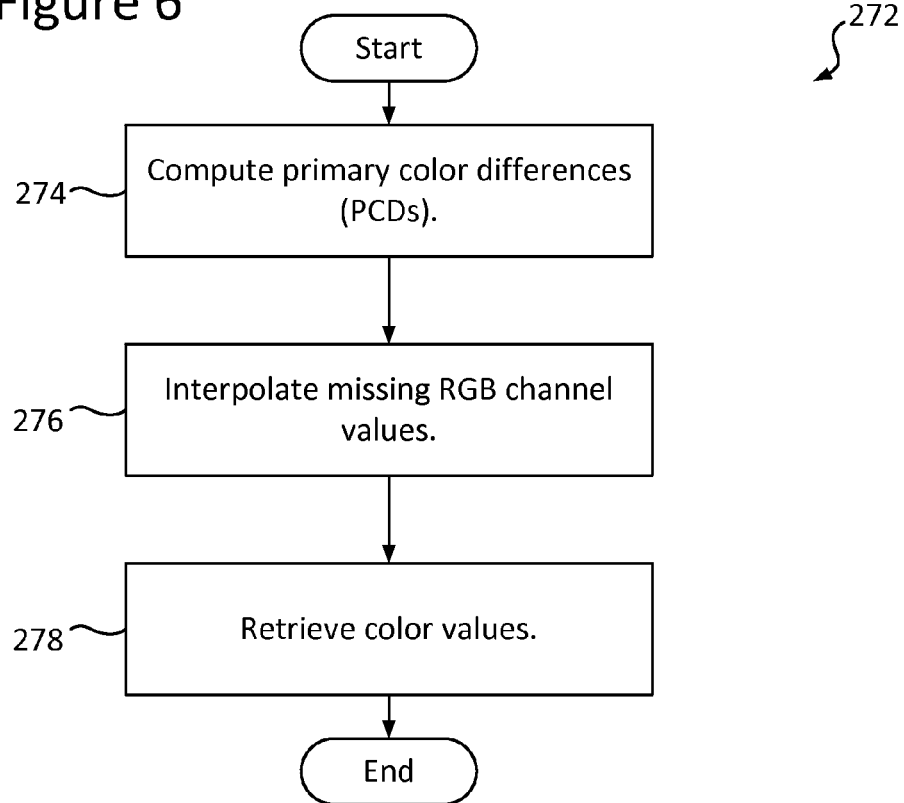 Figure 6
272
Start
274
Compute primary color differences
(PCDs).
276
Interpolate missing RGB channel
values.
278
Retrieve color values.
End